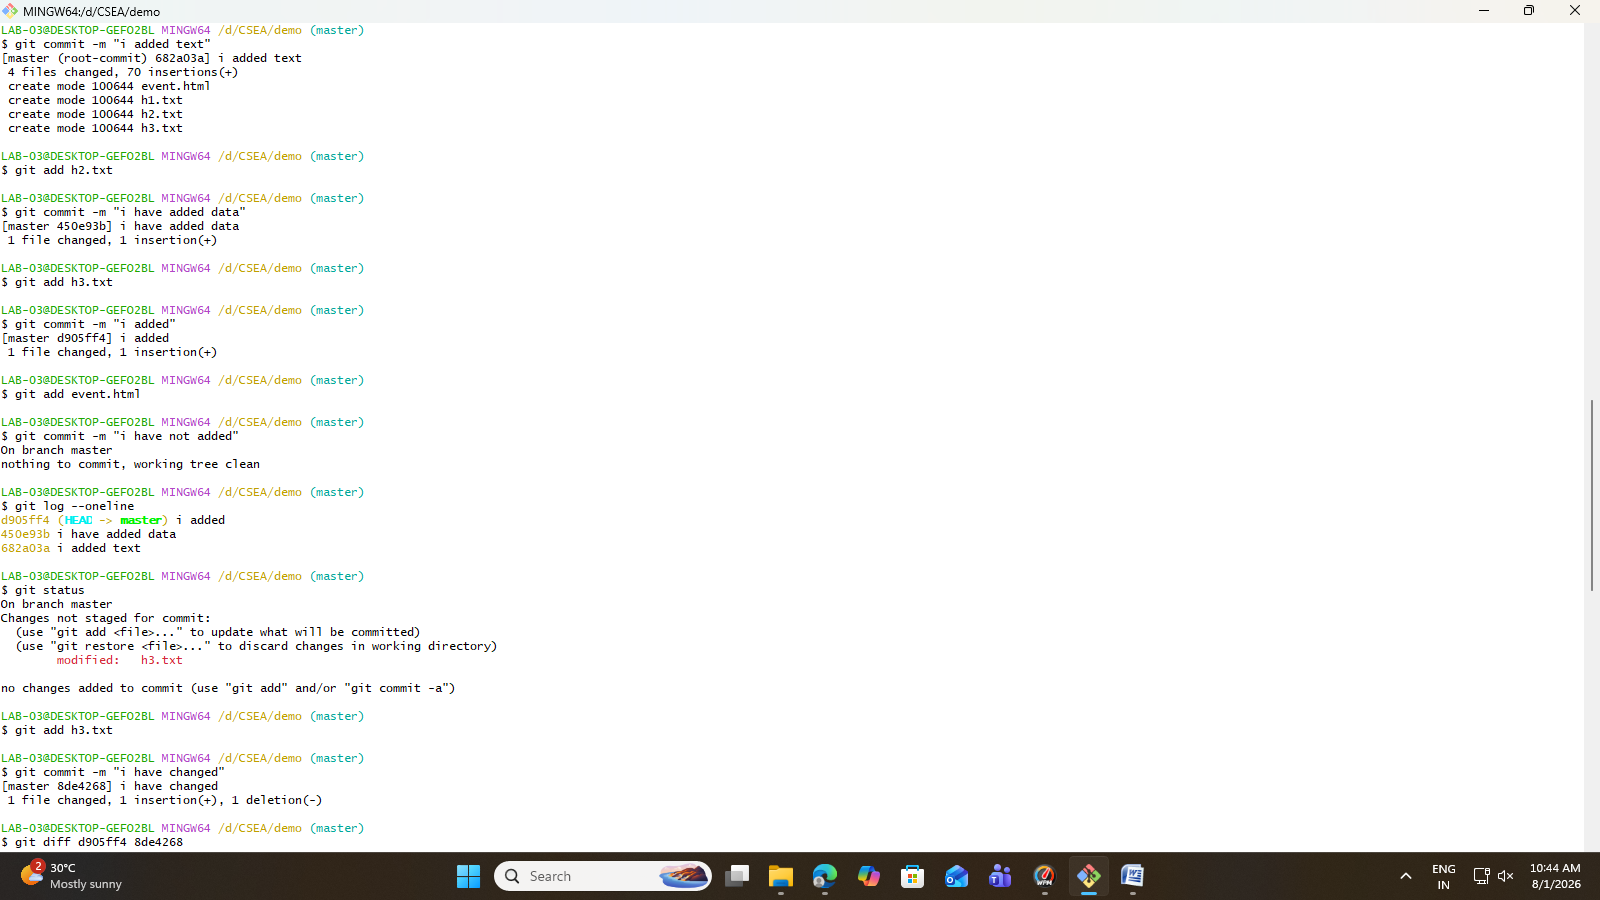 MINGW64:/d/CSEA/demo
LAB-03@DESKTOP-GEFO2BL MINGW64 /d/CSEA/demo (master)
$ git commit -m "i added text"
[master (root-commit) 682a03a] i added text
 4 files changed, 70 insertions(+)
 create mode 100644 event.html
 create mode 100644 h1.txt
 create mode 100644 h2.txt
 create mode 100644 h3.txt
LAB-03@DESKTOP-GEFO2BL MINGW64 /d/CSEA/demo (master)
$ git add h2.txt
LAB-03@DESKTOP-GEFO2BL MINGW64 /d/CSEA/demo (master)
$ git commit -m "i have added data"
[master 450e93b] i have added data
 1 file changed, 1 insertion(+)
LAB-03@DESKTOP-GEFO2BL MINGW64 /d/CSEA/demo (master)
$ git add h3.txt
LAB-03@DESKTOP-GEFO2BL MINGW64 /d/CSEA/demo (master)
$ git commit -m "i added"
[master d905ff4] i added
 1 file changed, 1 insertion(+)
LAB-03@DESKTOP-GEFO2BL MINGW64 /d/CSEA/demo (master)
$ git add event.html
LAB-03@DESKTOP-GEFO2BL MINGW64 /d/CSEA/demo (master)
$ git commit -m "i have not added"
On branch master
nothing to commit, working tree clean
LAB-03@DESKTOP-GEFO2BL MINGW64 /d/CSEA/demo (master)
$ git log --oneline
d905ff4 (HEAD -> master) i added
450e93b i have added data
682a03a i added text
LAB-03@DESKTOP-GEFO2BL MINGW64 /d/CSEA/demo (master)
$ git status
On branch master
Changes not staged for commit:
  (use "git add <file>..." to update what will be committed)
  (use "git restore <file>..." to discard changes in working directory)
        modified:   h3.txt
no changes added to commit (use "git add" and/or "git commit -a")
LAB-03@DESKTOP-GEFO2BL MINGW64 /d/CSEA/demo (master)
$ git add h3.txt
LAB-03@DESKTOP-GEFO2BL MINGW64 /d/CSEA/demo (master)
$ git commit -m "i have changed"
[master 8de4268] i have changed
 1 file changed, 1 insertion(+), 1 deletion(-)
LAB-03@DESKTOP-GEFO2BL MINGW64 /d/CSEA/demo (master)
$ git diff d905ff4 8de4268
2
30°C
Mostly sunny
Search
WFM
ENG
IN
10:44 AM
8/1/2026